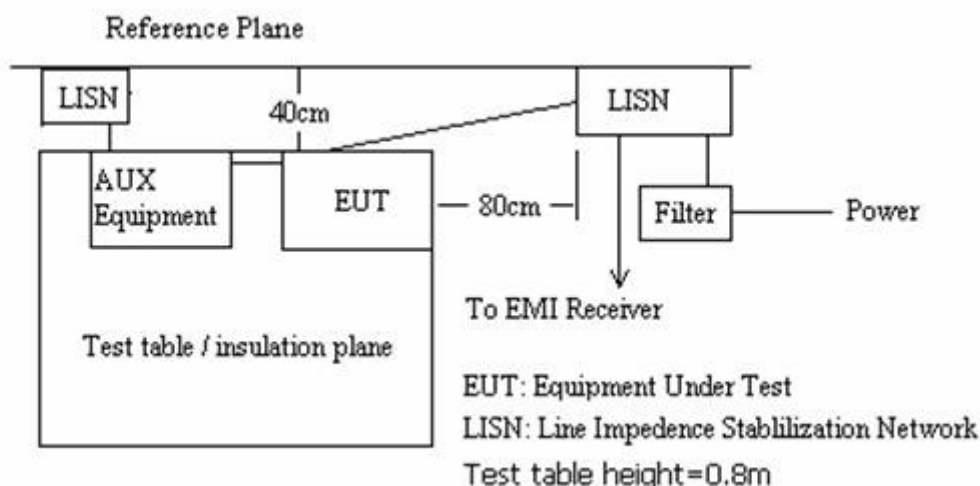 Reference Plane
LISN
40cm
LISN
AUX
Equipment
EUT
80cm
Filter
Power
To EMI Receiver
Test table / insulation plane
EUT: Equipment Under Test
LISN: Line Impedence Stablilization Network
Test table height=0.8m